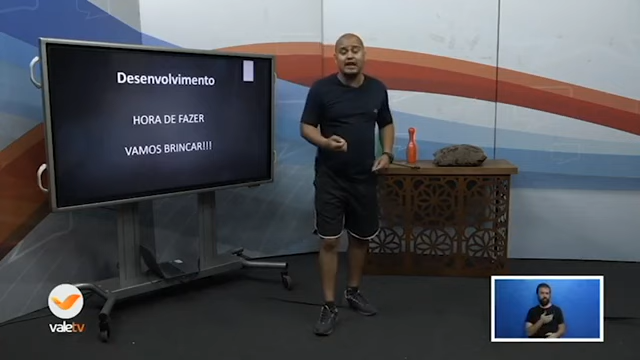 Desenvolvimento
HORA DE FAZER
VAMOS BRINCAR!!!
valetv